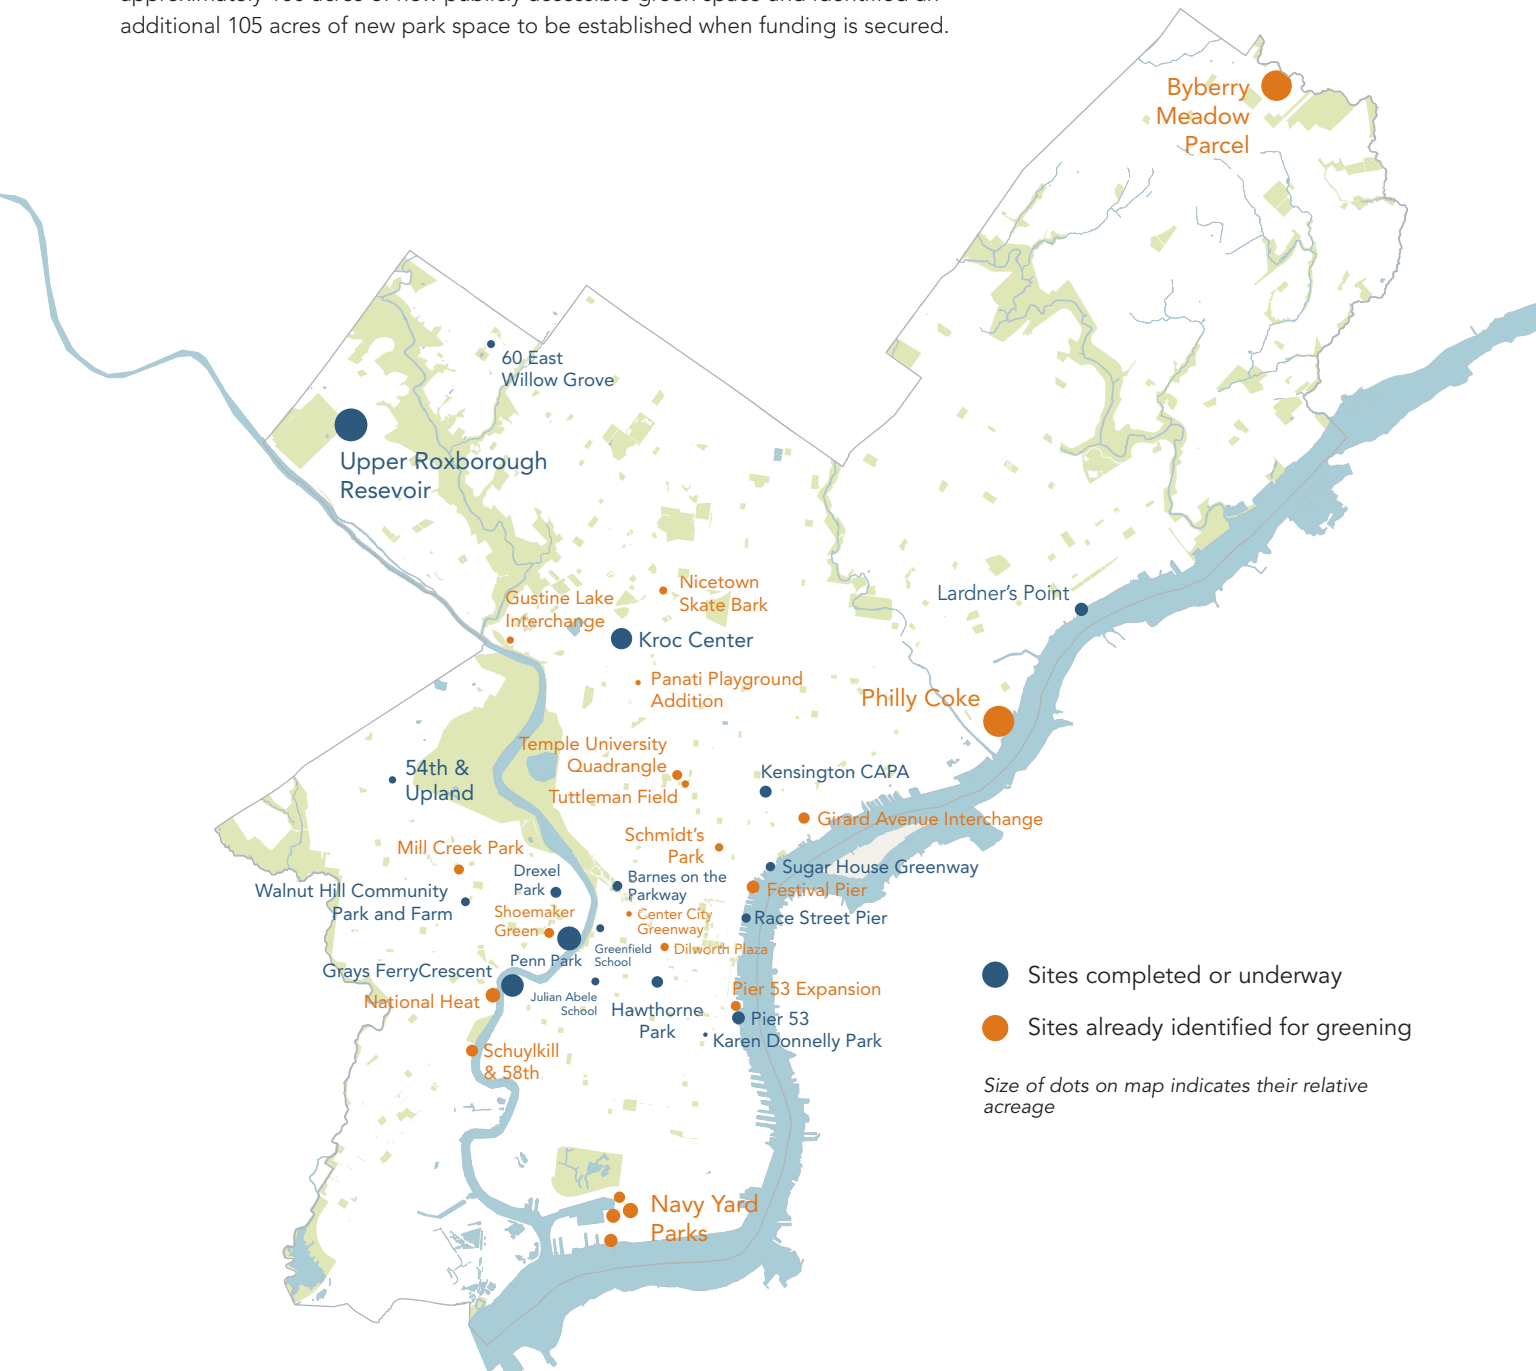 additional 105 acres of new park space to be established when funding is secured.
Byberry
Meadow
Parcel
60 East
Willow Grove
Upper Roxborough
Resevoir
Nicetown
Skate Bark
Gustine Lake
Interchange
Lardner's Point
Kroc Center
Panati Playground
Addition
Philly Coke
Temple University
Quadrangle
54th &
Upland
Kensington CAPA
Tuttleman Field
Girard Avenue Interchange
Schmidt's
Park
Mill Creek Park
Drexel
Park
Sugar House Greenway
Barnes on the
Parkway
Walnut Hill Community
Park and Farm
Festival Pier
Shoemaker
Green
Center City
Greenway
Race Street Pier
Greenfield
School
Dilworth Plaza
Penn Park
Grays FerryCrescent
National Heat
Julian Abele
School
Hawthorne
Park
Pier 53 Expansion
Pier 53
Karen Donnelly Park
Schuylkill
& 58th
Sites completed or underway
Sites already identified for greening
Size of dots on map indicates their relative
acreage
Navy Yard
Parks